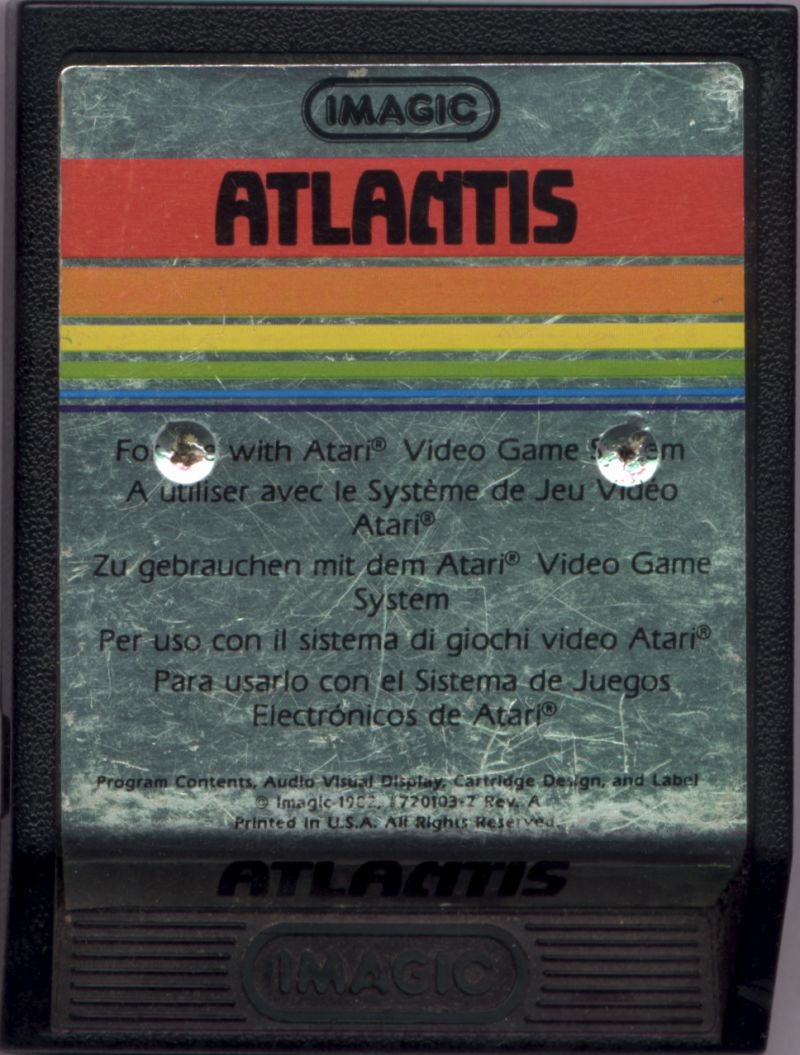 IMAGIC
ATLANTIS
with Atari® Video Game
A utiliser avec le Système de Jeu Vidéo
Atari®
Zu gebrauchen mit dem Atari® Video Game
System
Per uso con il sistema di giochi video Atari®
Para usarlo con el Sistema de Juegos
Electrónicos de Atari®
Program Contents, Audio Visual Display, Cartridge Design, and Label
© Imagic 1982. 720103-2 Rev. A
Printed in U.S.A. All Rights Reserved.
ATLANTIS
IMAGIC